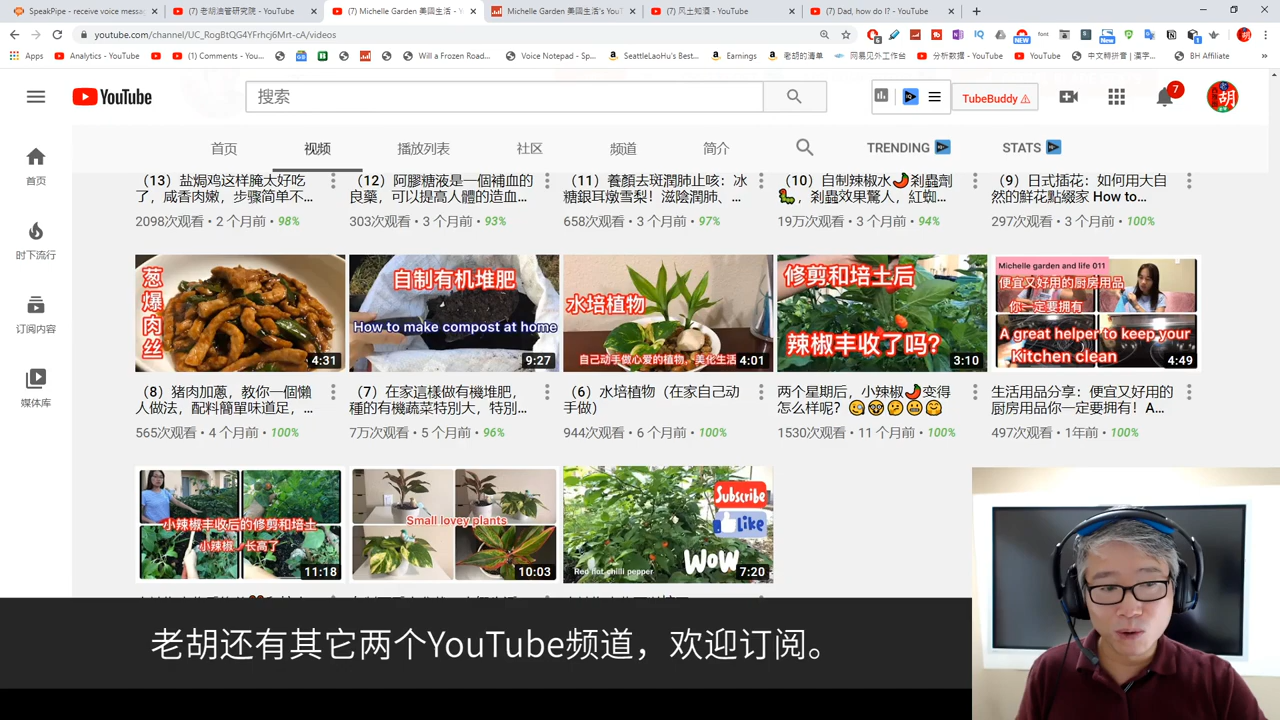 SpeakPipe - receive voice messa
(7) 老胡油管研究院 - YouTube
(7) Michelle Garden 美國生活 -
Michelle Garden 美國生活's YouT
(7) 风土知酒 - YouTube
(7) Dad, how do I? - YouTube
youtube.com/channel/UC_RogBtQG4YFrhcj6Mrt-cA/videos
Apps
Analytics - YouTube
(1) Comments - You...
Will a Frozen Road...
Voice Notepad - Sp...
SeattleLaoHu's Best...
Earnings
老胡的清单
网易见外工作台
分析数据 - YouTube
YouTube
中文轉拼音 | 漢字...
BH Affiliate
YouTube
搜索
TubeBuddy
7
胡
首页
视频
播放列表
社区
频道
简介
TRENDING
STATS
首页
时下流行
订阅内容
媒体库
（13）盐焗鸡这样腌太好吃
了，咸香肉嫩，步骤简单不...
2098次观看 • 2 个月前 • 98%
（12）阿膠糖液是一個補血的
良藥，可以提高人體的造血...
303次观看 • 3 个月前 • 93%
（11）養顏去斑潤肺止咳：冰
糖銀耳燉雪梨！滋陰潤肺、...
658次观看 • 3 个月前 • 97%
（10）自制辣椒水🌶剎蟲劑
🐛，剎蟲效果驚人，紅蜘...
19万次观看 • 3 个月前 • 94%
（9）日式插花：如何用大自
然的鲜花點缀家 How to...
297次观看 • 3 个月前 • 100%
葱爆肉丝
4:31
自制有机堆肥
How to make compost at home
9:27
水培植物
自己动手做心爱的植物，美化生活
4:01
修剪和培土后
辣椒丰收了吗？
3:10
Michelle garden and life 011
便宜又好用的厨房用品
你一定要拥有！
A great helper to keep your
Kitchen clean
4:49
（8）猪肉加蔥，教你一個懶
人做法，配料簡單味道足，...
565次观看 • 4 个月前 • 100%
（7）在家這樣做有機堆肥，
種的有機蔬菜特別大，特別...
7万次观看 • 5 个月前 • 96%
（6）水培植物（在家自己动
手做）
944次观看 • 6 个月前 • 100%
两个星期后，小辣椒🌶变得
怎么样呢？
1530次观看 • 11 个月前 • 100%
生活用品分享：便宜又好用的
厨房用品你一定要拥有！A...
497次观看 • 1年前 • 100%
小辣椒丰收后的修剪和培土
小辣椒丿长高了
11:18
Small lovey plants
10:03
Subscribe
Like
WOW
Red hot chilli pepper
7:20
老胡还有其它两个YouTube频道，欢迎订阅。